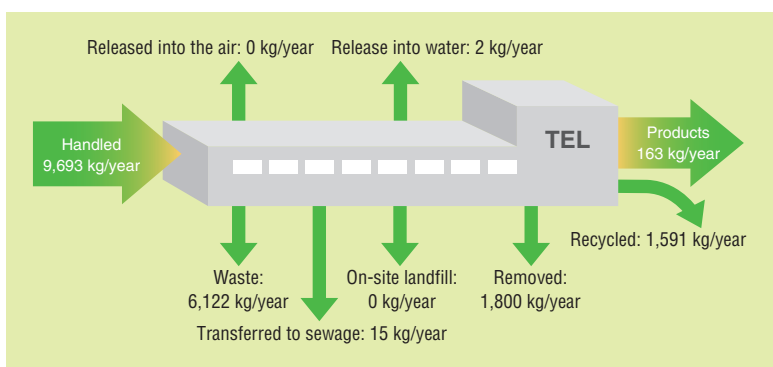 Released into the air: 0 kg/year
Release into water: 2 kg/year
Handled
9,693 kg/year
TEL
Products
163 kg/year
Recycled: 1,591 kg/year
Waste:
6,122 kg/year
On-site landfill:
0 kg/year
Removed:
1,800 kg/year
Transferred to sewage: 15 kg/year